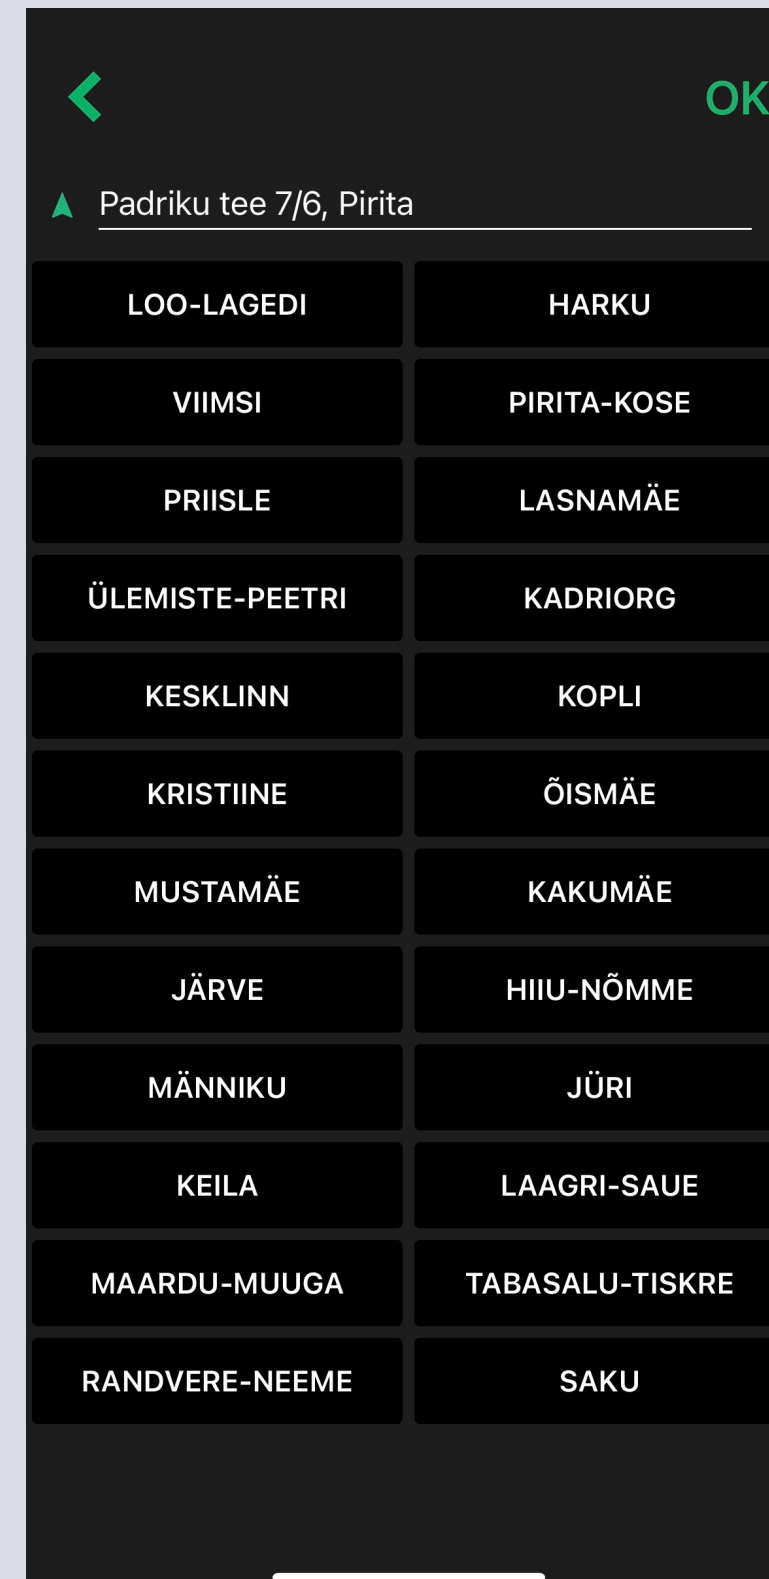 OK
Padriku tee 7/6, Pirita
LOO-LAGEDI
HARKU
VIIMSI
PIRITA-KOSE
PRIISLE
LASNAMÄE
ÜLEMISTE-PEETRI
KADRIORG
KESKLINN
KOPLI
KRISTIINE
ÕISMÄE
MUSTAMÄE
KAKUMÄE
JÄRVE
HIIU-NÕMME
MÄNNIKU
JÜRI
KEILA
LAAGRI-SAUE
MAARDU-MUUGA
TABASALU-TISKRE
RANDVERE-NEEME
SAKU